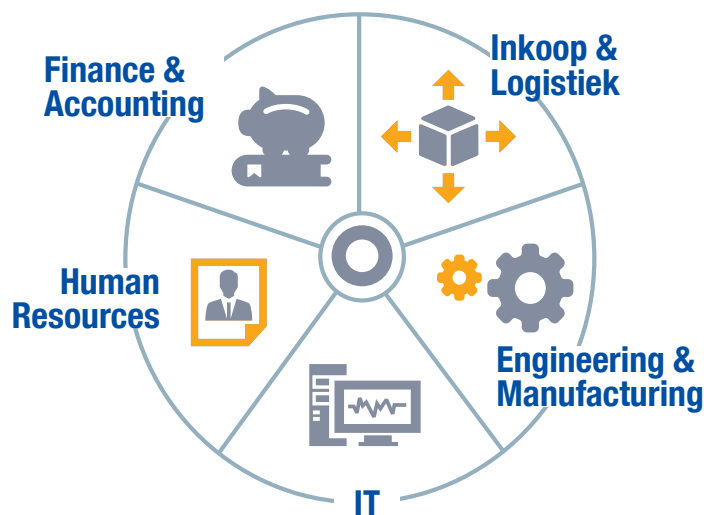 Finance &
Accounting
Inkoop &
Logistiek
Human
Resources
Engineering &
Manufacturing
IT